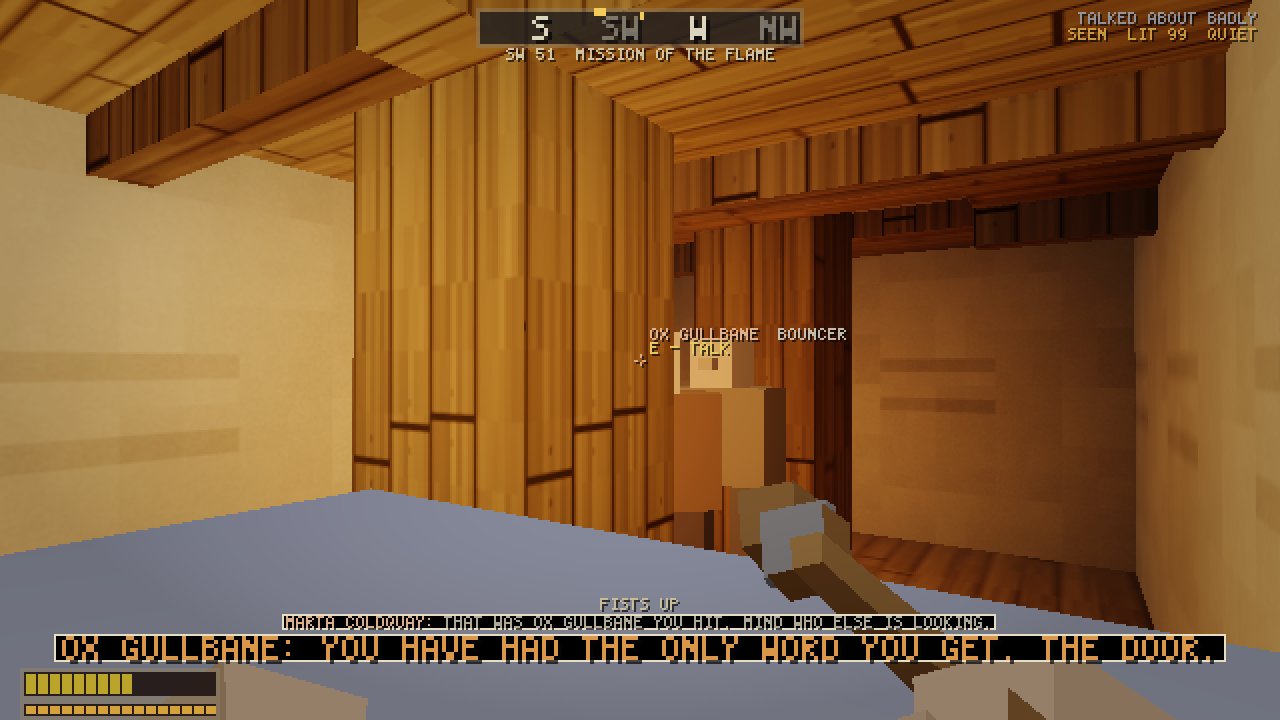 S SW W NW
SW 51 MISSION OF THE FLAME
TALKED ABOUT BADLY
SEEN LIT 99 QUIET
OX GULLBANE BOUNCER
E - TALK
FISTS UP
MARTA COLDQUAY: THAT WAS OX GULLBANE YOU HIT. MIND WHO ELSE IS LOOKING.
OX GULLBANE: YOU HAVE HAD THE ONLY WORD YOU GET. THE DOOR.